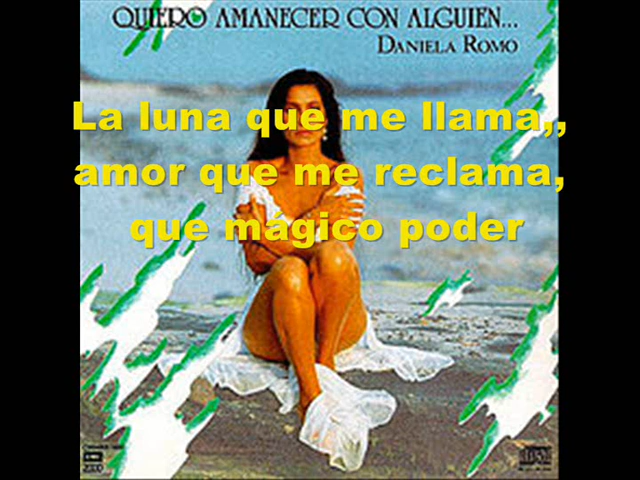 QUIERO AMANECER CON ALGUIEN...
DANIELA ROMO
La luna que me llama,,
amor que me reclama,
que mágico poder